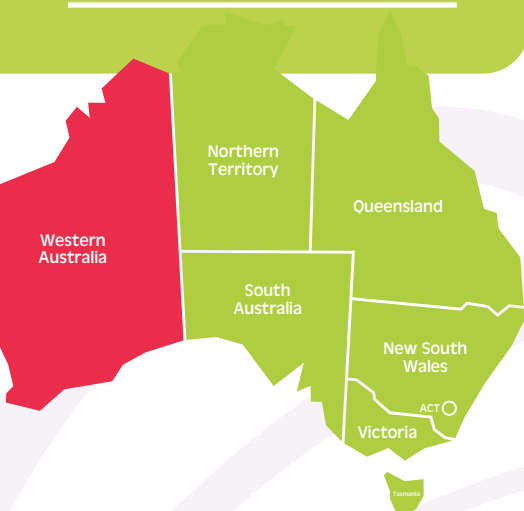 Northern
Territory
Queensland
Western
Australia
South
Australia
New South
Wales
ACT
Victoria
Tasmania